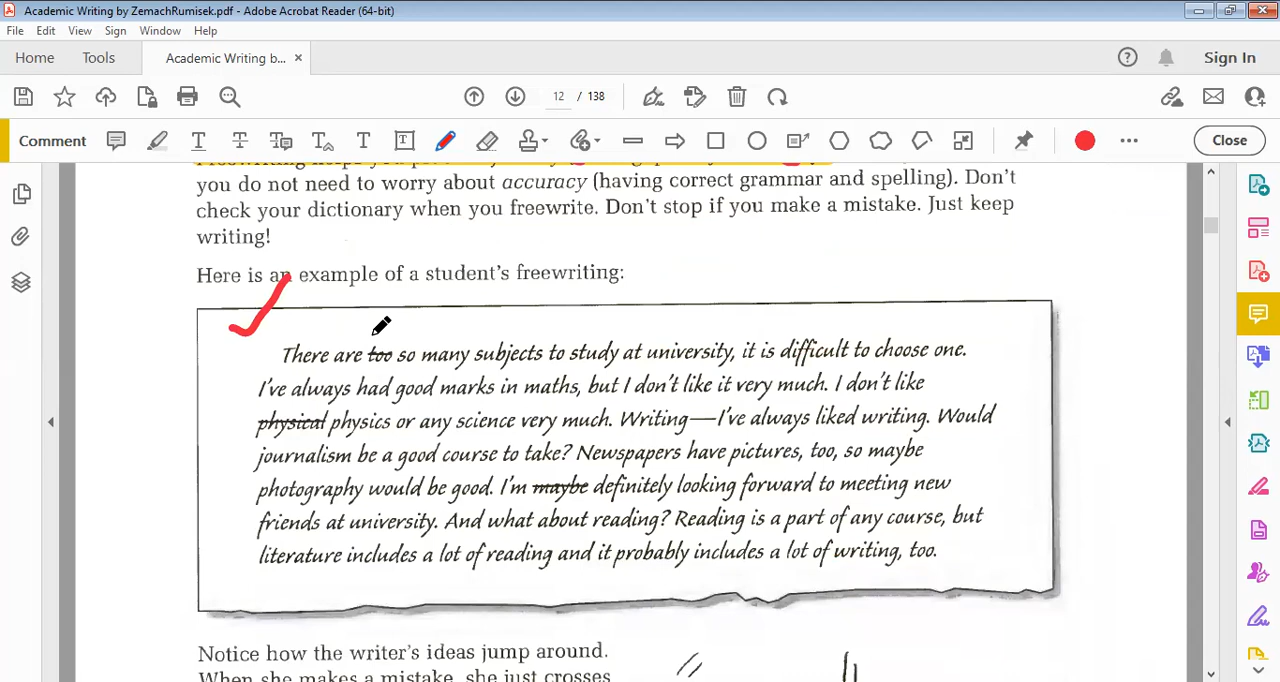 Academic Writing by ZemachRumisek.pdf - Adobe Acrobat Reader (64-bit)
File Edit View Sign Window Help
Home Tools Academic Writing b... × Sign In
12 / 138
Comment Close
you do not need to worry about accuracy (having correct grammar and spelling). Don't
check your dictionary when you freewrite. Don't stop if you make a mistake. Just keep
writing!
Here is an example of a student's freewriting:
There are too so many subjects to study at university, it is difficult to choose one.
I've always had good marks in maths, but I don't like it very much. I don't like
physical physics or any science very much. Writing—I've always liked writing. Would
journalism be a good course to take? Newspapers have pictures, too, so maybe
photography would be good. I'm maybe definitely looking forward to meeting new
friends at university. And what about reading? Reading is a part of any course, but
literature includes a lot of reading and it probably includes a lot of writing, too.
Notice how the writer's ideas jump around.
When she makes a mistake, she just crosses